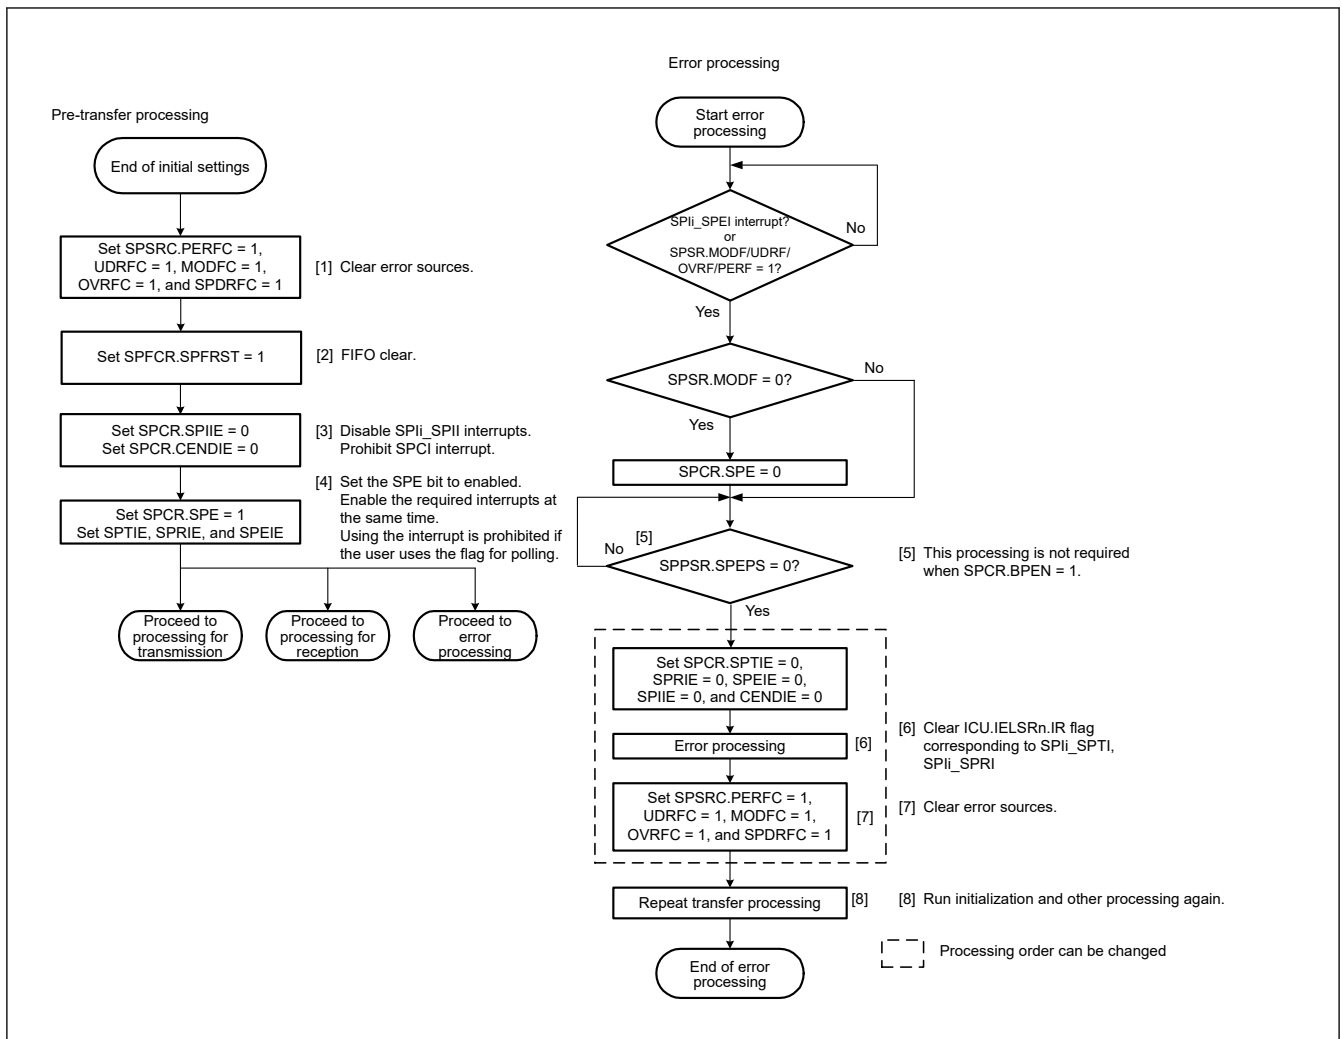 Pre-transfer processing
End of initial settings
Set SPSRC.PERFC = 1,
UDRFC = 1, MODFC = 1,
OVRFC = 1, and SPDRFC = 1
[1] Clear error sources.
Set SPFCR.SPFRST = 1
[2] FIFO clear.
Set SPCR.SPIIE = 0
Set SPCR.CENDIE = 0
[3] Disable SPIi_SPII interrupts.
Prohibit SPCI interrupt.
Set SPCR.SPE = 1
Set SPTIE, SPRIE, and SPEIE
[4] Set the SPE bit to enabled.
Enable the required interrupts at
the same time.
Using the interrupt is prohibited if
the user uses the flag for polling.
Proceed to
processing for
transmission
Proceed to
processing for
reception
Proceed to
error
processing
Error processing
Start error
processing
SPIi_SPEI interrupt?
or
SPSR.MODF/UDRF/
OVRF/PERF = 1?
No
Yes
SPSR.MODF = 0?
No
Yes
SPCR.SPE = 0
[5]
No
SPPSR.SPEPS = 0?
Yes
[5] This processing is not required
when SPCR.BPEN = 1.
Set SPCR.SPTIE = 0,
SPRIE = 0, SPEIE = 0,
SPIIE = 0, and CENDIE = 0
Error processing
[6]
[6] Clear ICU.IELSRn.IR flag
corresponding to SPIi_SPTI,
SPIi_SPRI
Set SPSRC.PERFC = 1,
UDRFC = 1, MODFC = 1,
OVRFC = 1, and SPDRFC = 1
[7]
[7] Clear error sources.
Repeat transfer processing
[8]
[8] Run initialization and other processing again.
End of error
processing
Processing order can be changed